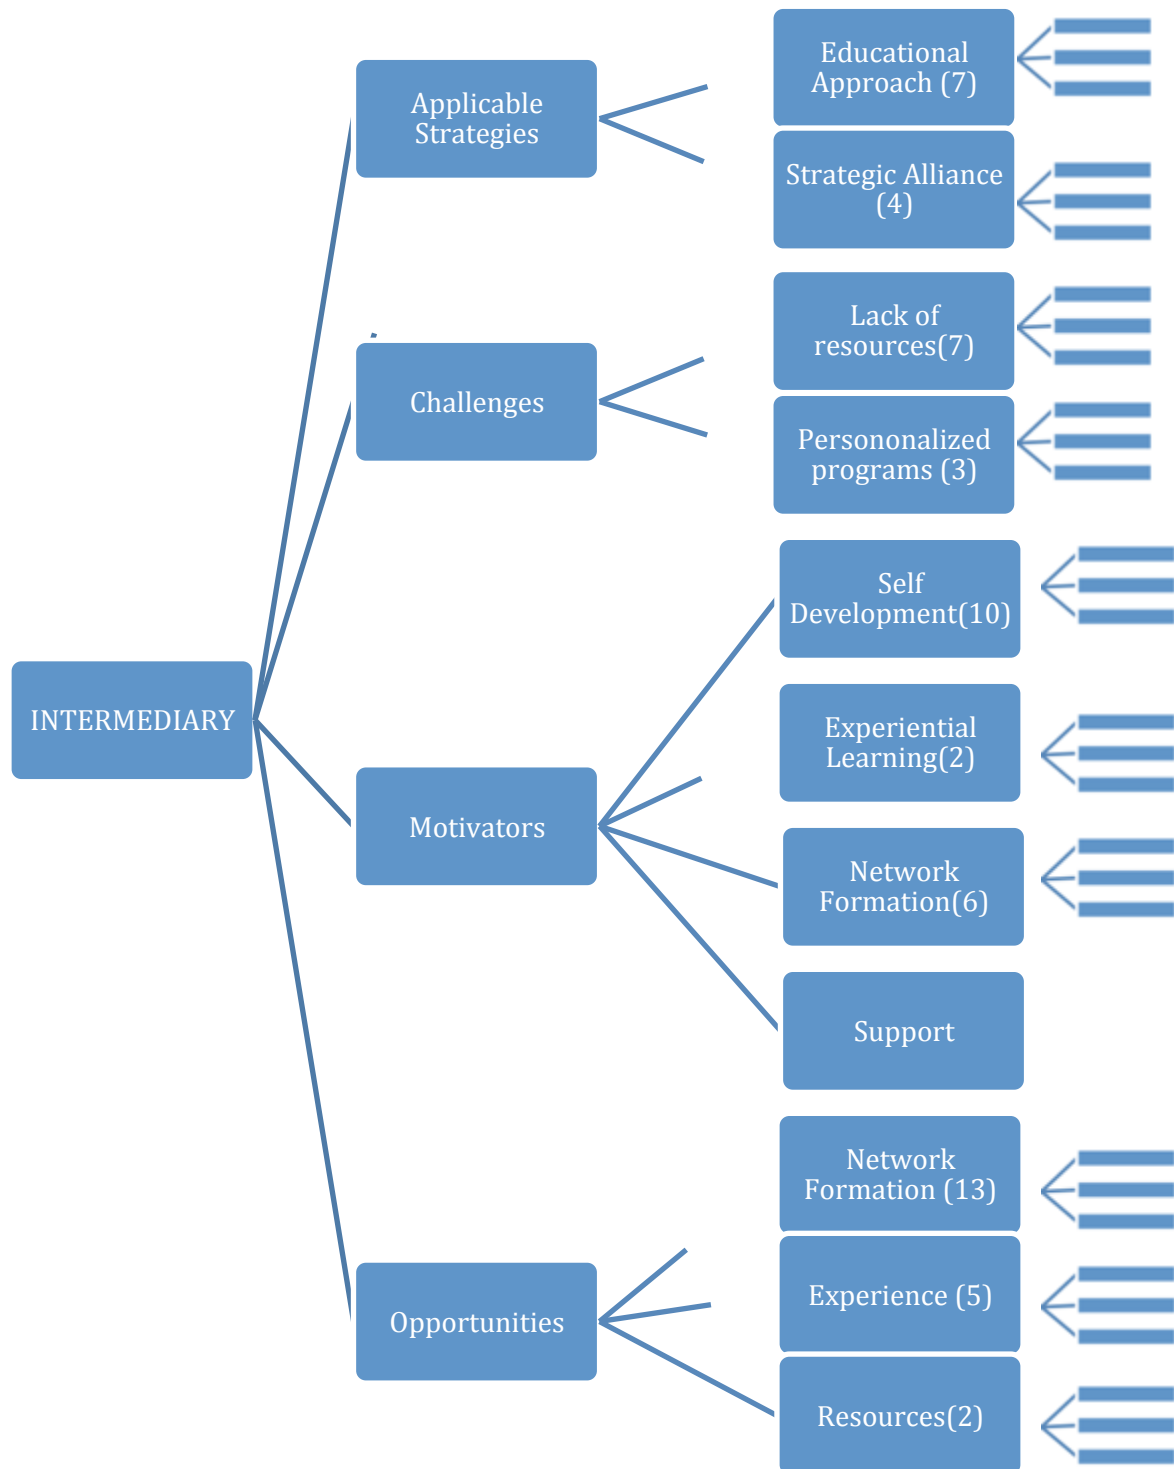 Educational
Approach (7)
Applicable
Strategies
Strategic Alliance
(4)
Lack of
resources(7)
Challenges
Persononalized
programs (3)
Self
Development(10)
INTERMEDIARY
Experiential
Learning(2)
Motivators
Network
Formation(6)
Support
Network
Formation (13)
Experience (5)
Opportunities
Resources(2)